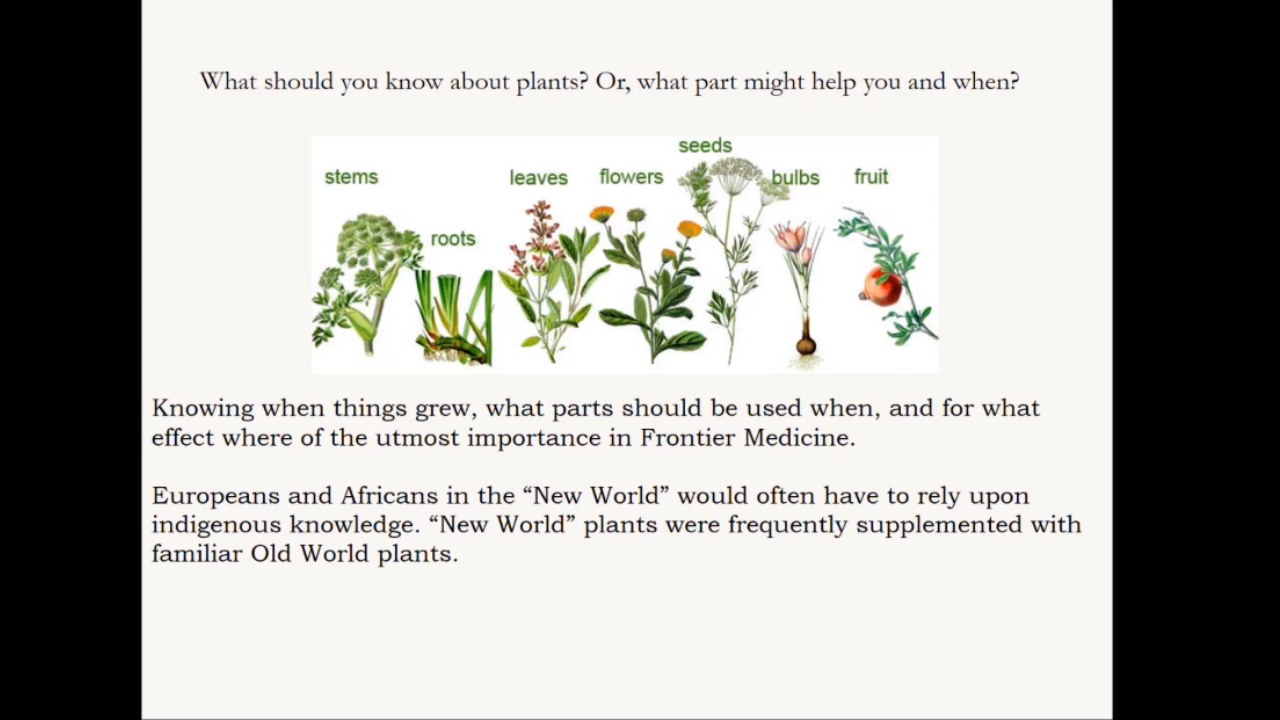 What should you know about plants? Or, what part might help you and when?
seeds
stems
leaves
flowers
bulbs
fruit
roots
Knowing when things grew, what parts should be used when, and for what
effect where of the utmost importance in Frontier Medicine.
Europeans and Africans in the “New World” would often have to rely upon
indigenous knowledge. “New World” plants were frequently supplemented with
familiar Old World plants.